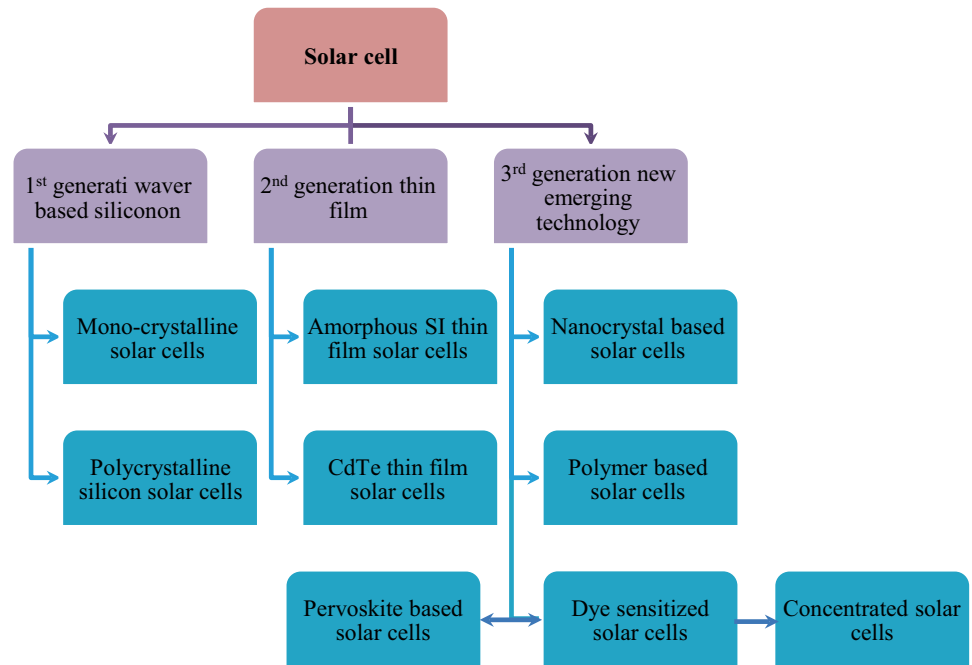 Solar cell
1st generati waver
based siliconon
2nd generation thin
film
3rd generation new
emerging
technology
Mono-crystalline
solar cells
Amorphous SI thin
film solar cells
Nanocrystal based
solar cells
Polycrystalline
silicon solar cells
CdTe thin film
solar cells
Polymer based
solar cells
Pervoskite based
solar cells
Dye sensitized
solar cells
Concentrated solar
cells